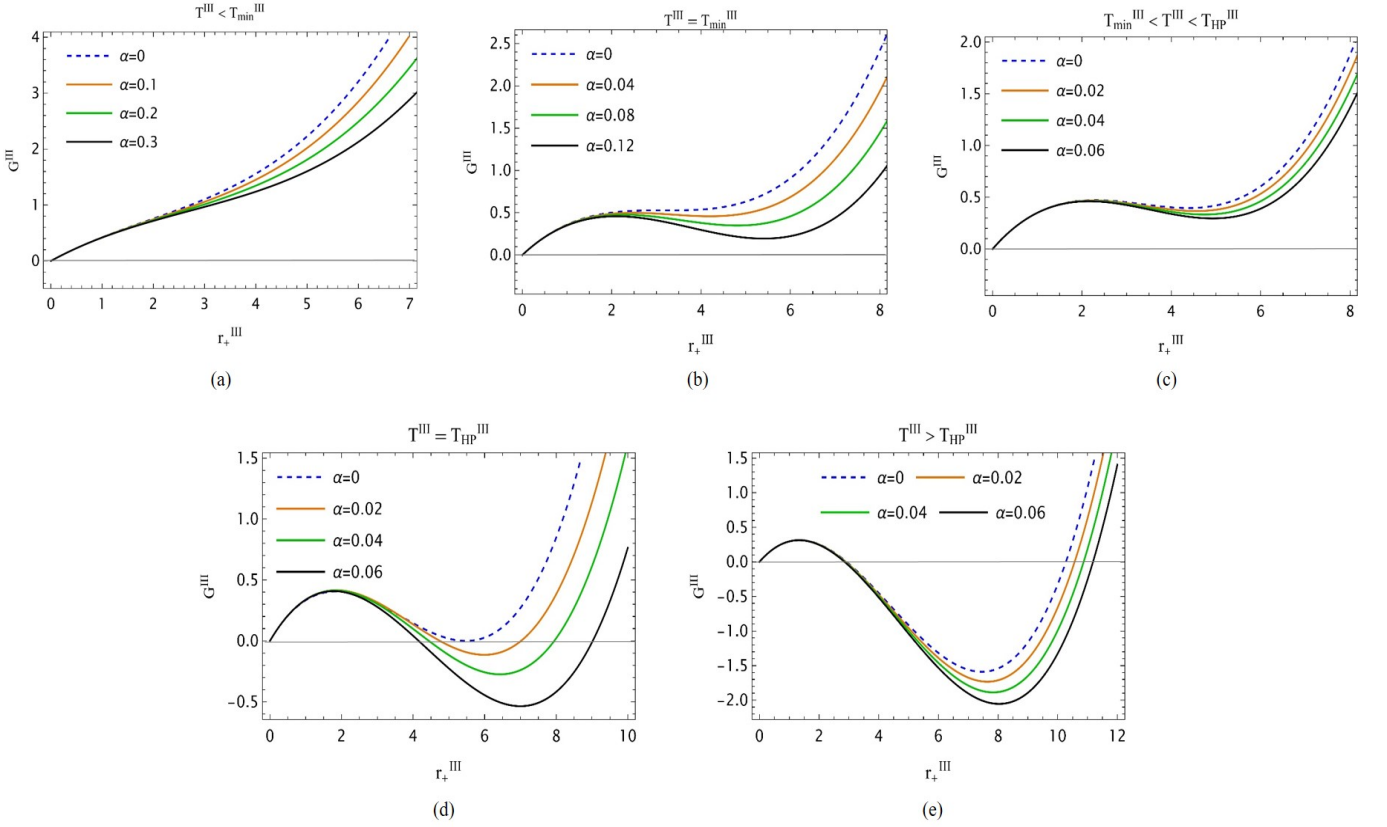 T^III < T_min^III
G^III
4
3
2
1
0
α=0
α=0.1
α=0.2
α=0.3
0 1 2 3 4 5 6 7
r_+^III
(a)
T^III = T_min^III
G^III
2.5
2.0
1.5
1.0
0.5
0.0
α=0
α=0.04
α=0.08
α=0.12
0 2 4 6 8
r_+^III
(b)
T_min^III < T^III < T_HP^III
G^III
2.0
1.5
1.0
0.5
0.0
α=0
α=0.02
α=0.04
α=0.06
0 2 4 6 8
r_+^III
(c)
T^III = T_HP^III
G^III
1.5
1.0
0.5
0.0
-0.5
α=0
α=0.02
α=0.04
α=0.06
0 2 4 6 8 10
r_+^III
(d)
T^III > T_HP^III
G^III
1.5
1.0
0.5
0.0
-0.5
-1.0
-1.5
-2.0
α=0 α=0.02
α=0.04 α=0.06
0 2 4 6 8 10 12
r_+^III
(e)